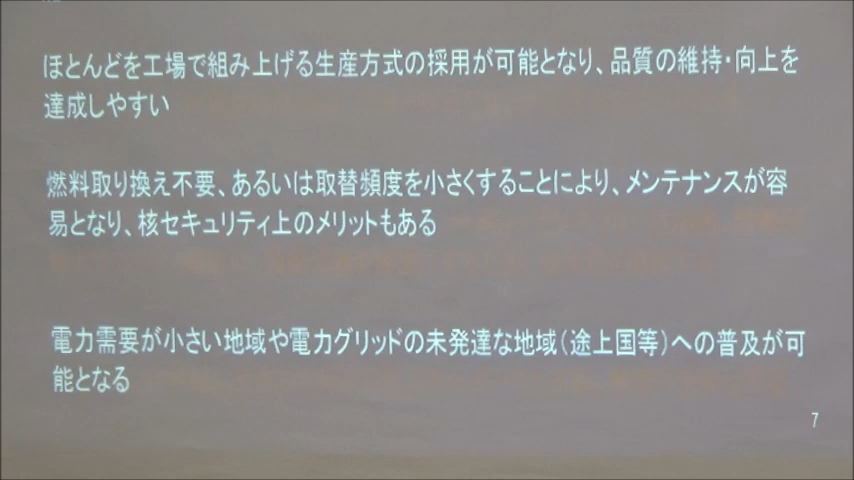 ほとんどを工場で組み上げる生産方式の採用が可能となり、品質の維持・向上を
達成しやすい
燃料取り換え不要、あるいは取替頻度を小さくすることにより、メンテナンスが容
易となり、核セキュリティ上のメリットもある
電力需要が小さい地域や電力グリッドの未発達な地域（途上国等）への普及が可
能となる
7